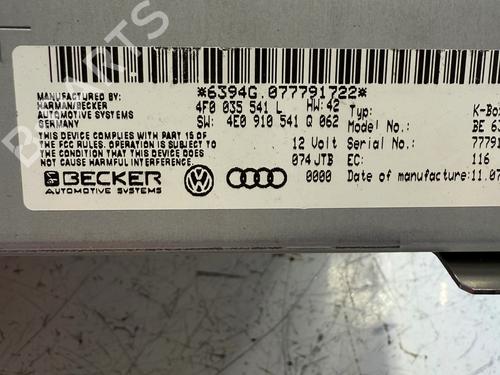 *6394G.077791722*
MANUFACTURED BY:
HARMAN/BECKER
AUTOMOTIVE SYSTEMS
GERMANY
4F0 035 541 L HW: 42 Typ: K-Box
SW: 4E0 910 541 Q 062 Model No.: BE 6
12 Volt Serial No.: 7779
074 JTB EC: 116
0000 Date of manufacture: 11.07
THIS DEVICE COMPLIES WITH PART 15 OF
THE FCC RULES. OPERATION IS SUBJECT TO
THE CONDITION THAT THIS DEVICE DOES NOT
CAUSE HARMFUL INTERFERENCE.
BECKER
AUTOMOTIVE SYSTEMS